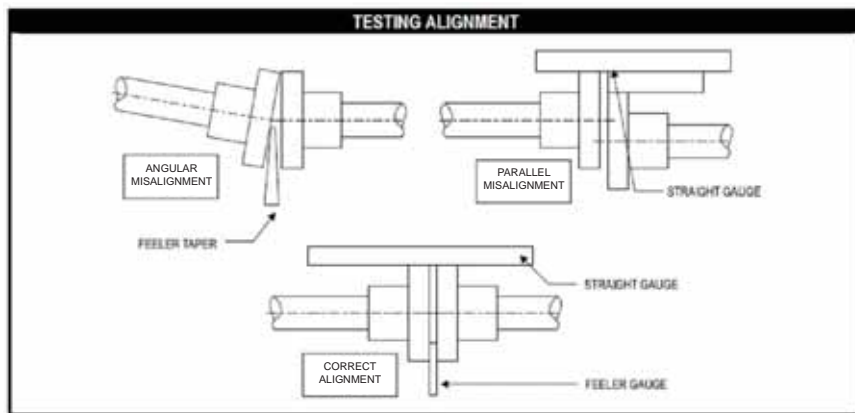 TESTING ALIGNMENT
ANGULAR
MISALIGNMENT
FEELER TAPER
PARALLEL
MISALIGNMENT
STRAIGHT GAUGE
STRAIGHT GAUGE
CORRECT
ALIGNMENT
FEELER GAUGE